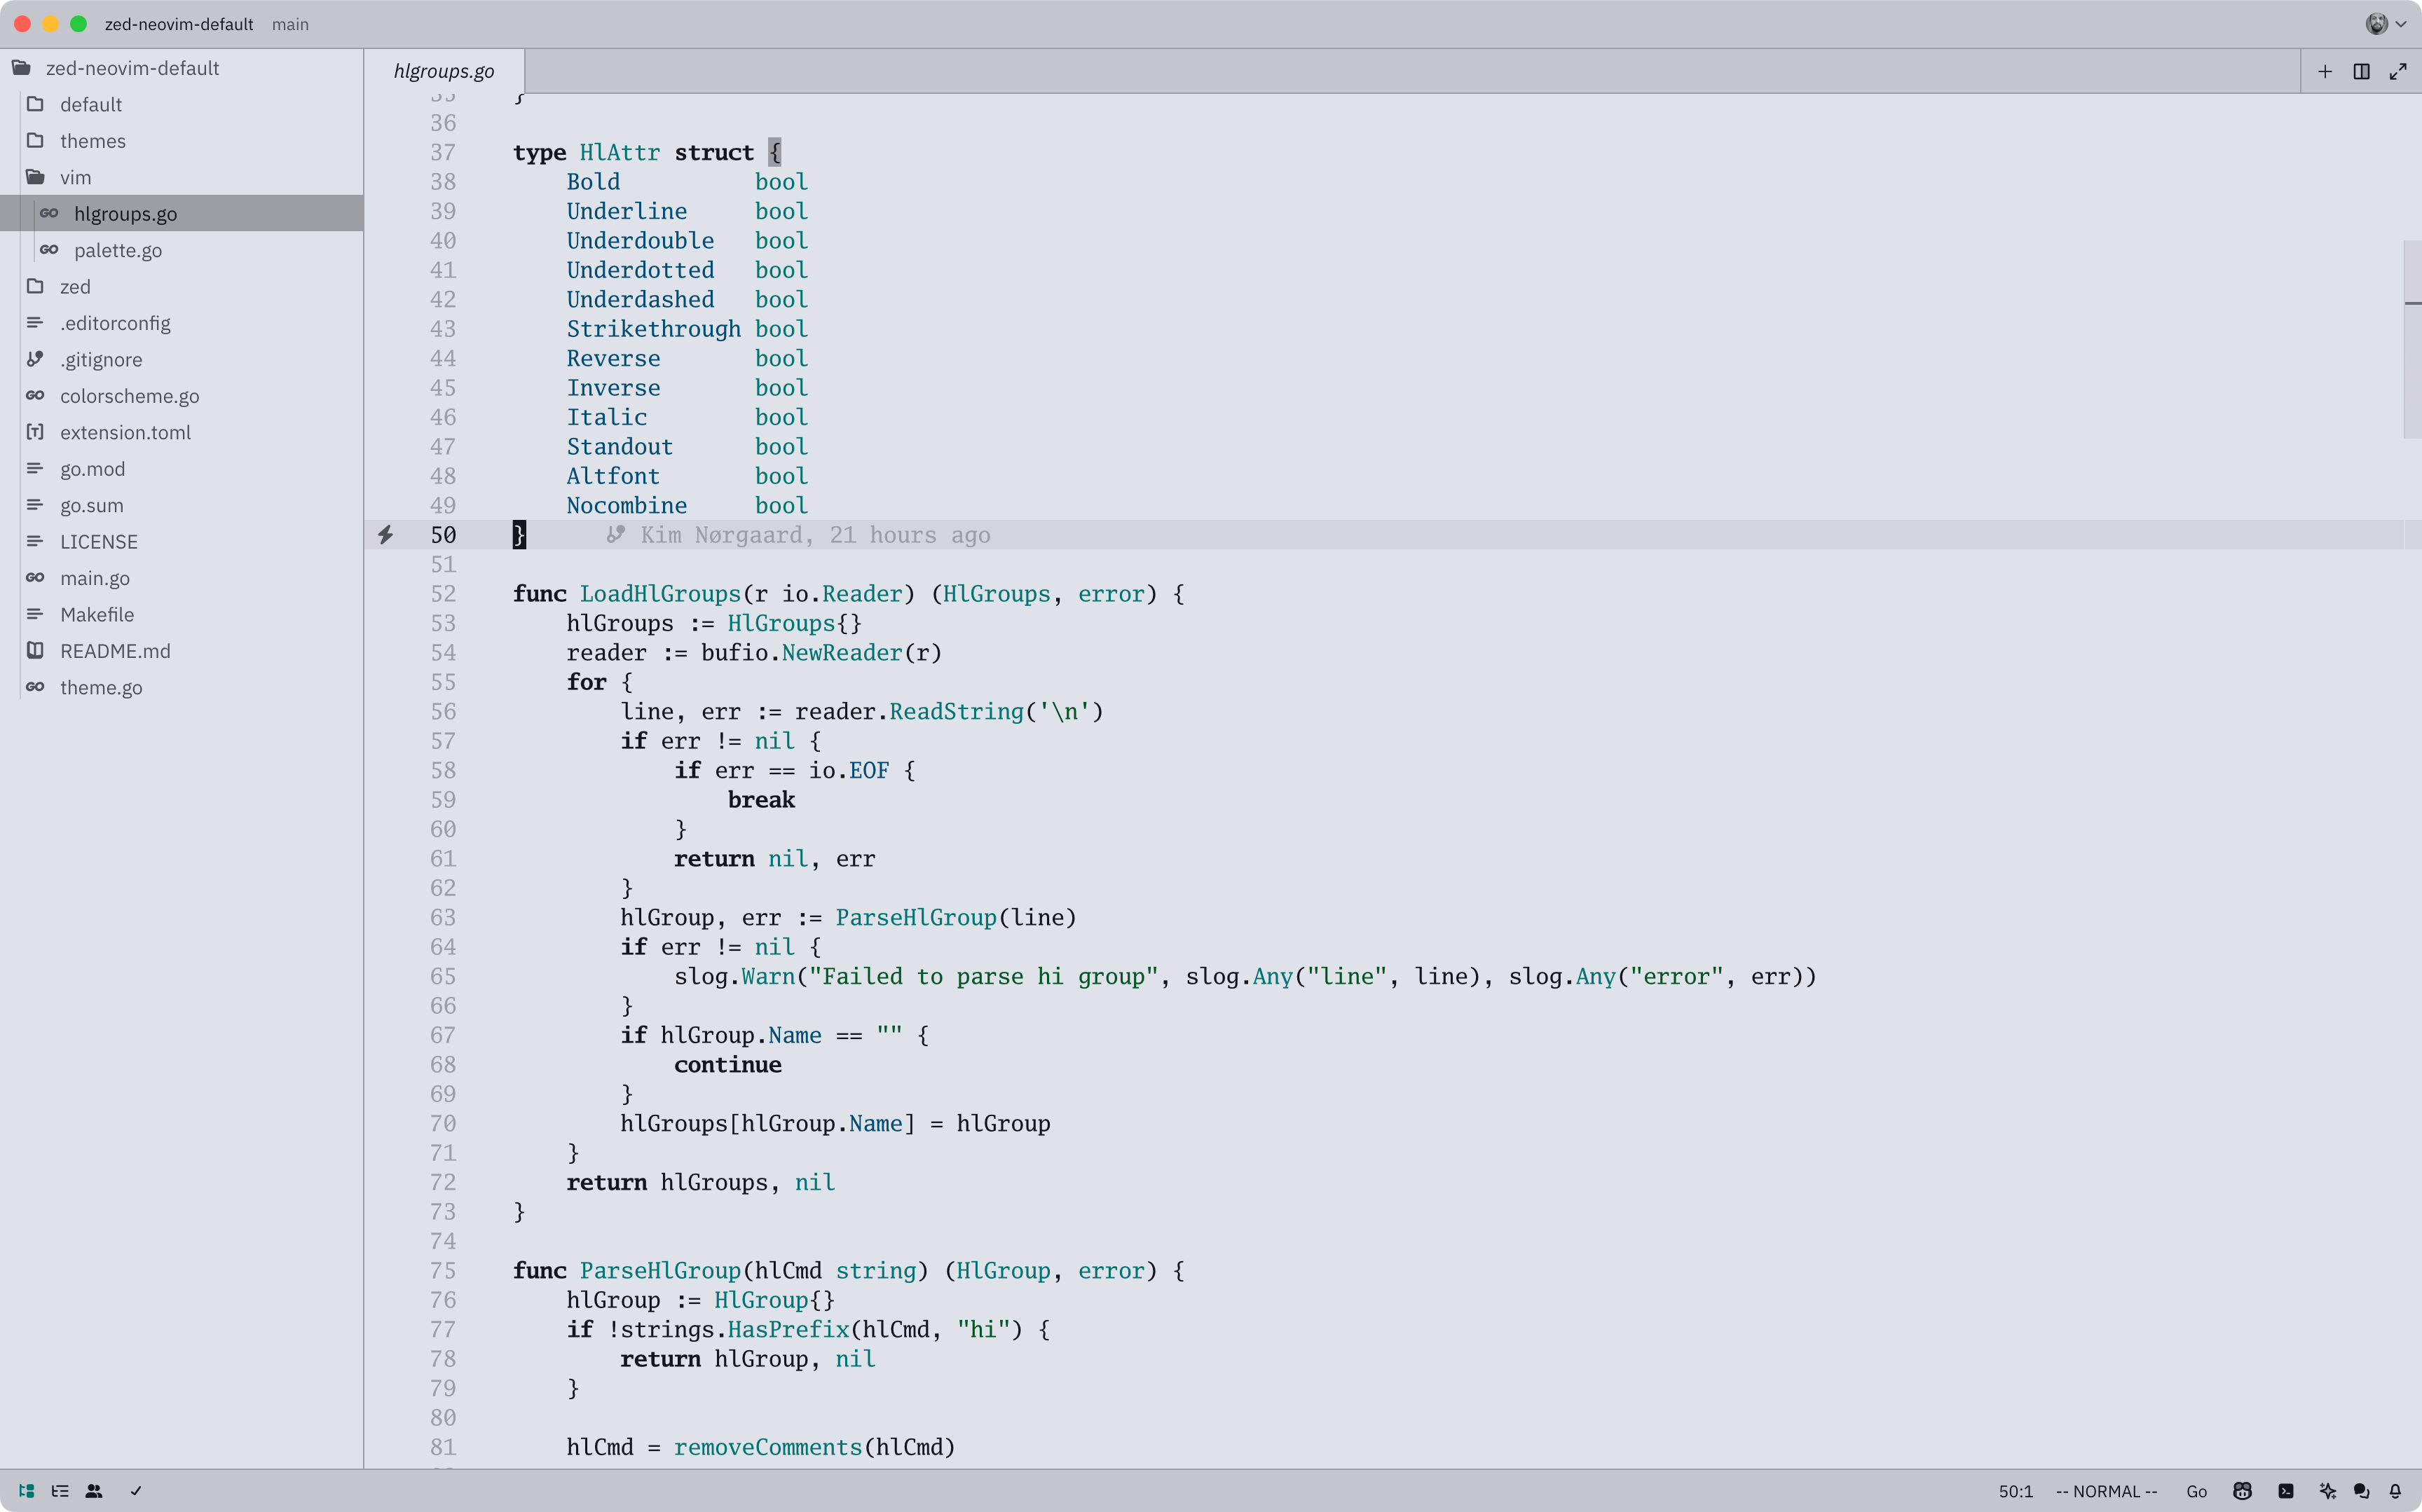 zed-neovim-default main
zed-neovim-default
default
themes
vim
hlgroups.go
palette.go
zed
.editorconfig
.gitignore
colorscheme.go
extension.toml
go.mod
go.sum
LICENSE
main.go
Makefile
README.md
theme.go
hlgroups.go
35 }
36
37 type HlAttr struct {
38     Bold          bool
39     Underline     bool
40     Underdouble   bool
41     Underdotted   bool
42     Underdashed   bool
43     Strikethrough bool
44     Reverse       bool
45     Inverse       bool
46     Italic        bool
47     Standout      bool
48     Altfont       bool
49     Nocombine     bool
50 } Kim Nørgaard, 21 hours ago
51
52 func LoadHlGroups(r io.Reader) (HlGroups, error) {
53     hlGroups := HlGroups{}
54     reader := bufio.NewReader(r)
55     for {
56         line, err := reader.ReadString('\n')
57         if err != nil {
58             if err == io.EOF {
59                 break
60             }
61             return nil, err
62         }
63         hlGroup, err := ParseHlGroup(line)
64         if err != nil {
65             slog.Warn("Failed to parse hi group", slog.Any("line", line), slog.Any("error", err))
66         }
67         if hlGroup.Name == "" {
68             continue
69         }
70         hlGroups[hlGroup.Name] = hlGroup
71     }
72     return hlGroups, nil
73 }
74
75 func ParseHlGroup(hlCmd string) (HlGroup, error) {
76     hlGroup := HlGroup{}
77     if !strings.HasPrefix(hlCmd, "hi") {
78         return hlGroup, nil
79     }
80
81     hlCmd = removeComments(hlCmd)
50:1 -- NORMAL -- Go